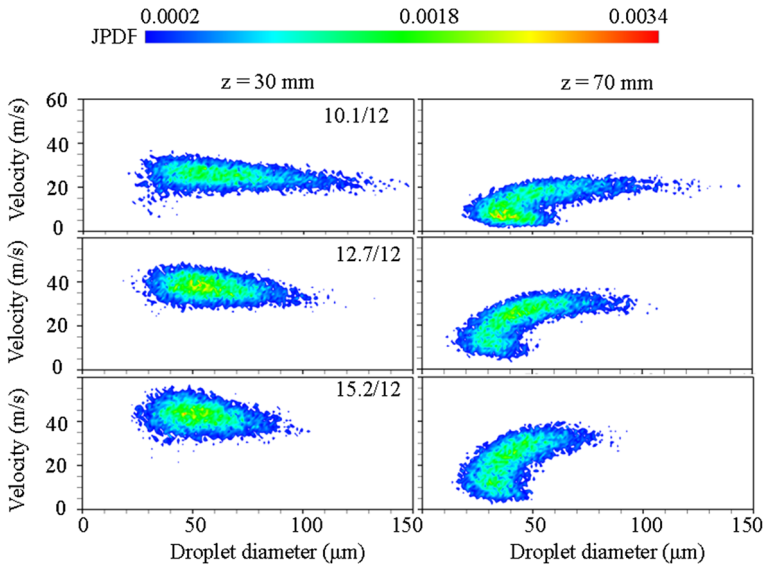 0.0002 0.0018 0.0034
JPDF
z = 30 mm z = 70 mm
60
40
20
0
Velocity (m/s)
10.1/12
40
20
0
Velocity (m/s)
12.7/12
40
20
0
Velocity (m/s)
15.2/12
0 50 100 150 50 100 150
Droplet diameter (μm) Droplet diameter (μm)